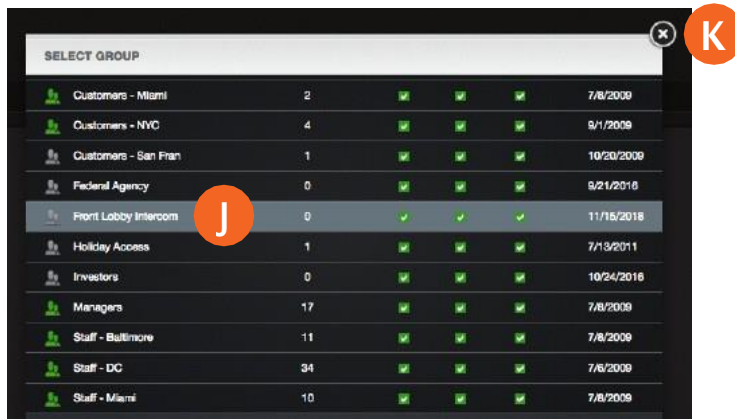 K
SELECT GROUP
Customers - Miami 2 7/8/2009
Customers - NYC 4 9/1/2009
Customers - San Fran 1 10/20/2009
Federal Agency 0 9/21/2016
Front Lobby Intercom J 0 11/15/2018
Holiday Access 1 7/13/2011
Investors 0 10/24/2016
Managers 17 7/8/2009
Staff - Baltimore 11 7/8/2009
Staff - DC 34 7/6/2009
Staff - Miami 10 7/8/2009